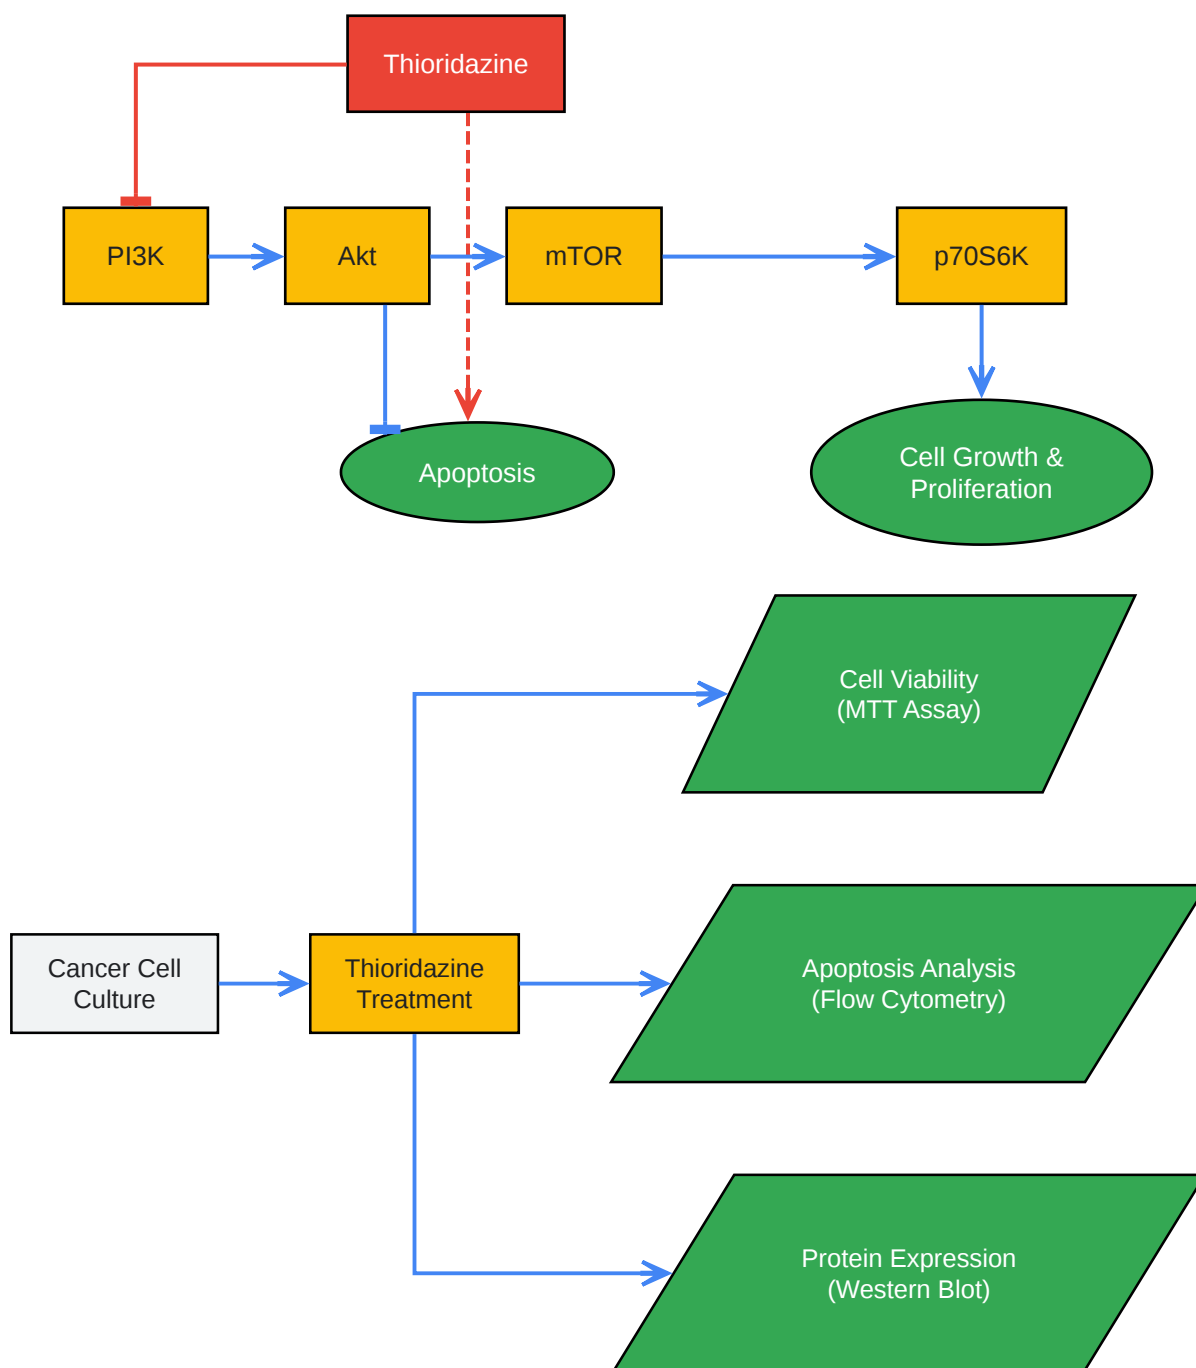 Thioridazine
PI3K
Akt
mTOR
p70S6K
Apoptosis
Cell Growth &
Proliferation
Cell Viability
(MTT Assay)
Cancer Cell
Culture
Thioridazine
Treatment
Apoptosis Analysis
(Flow Cytometry)
Protein Expression
(Western Blot)